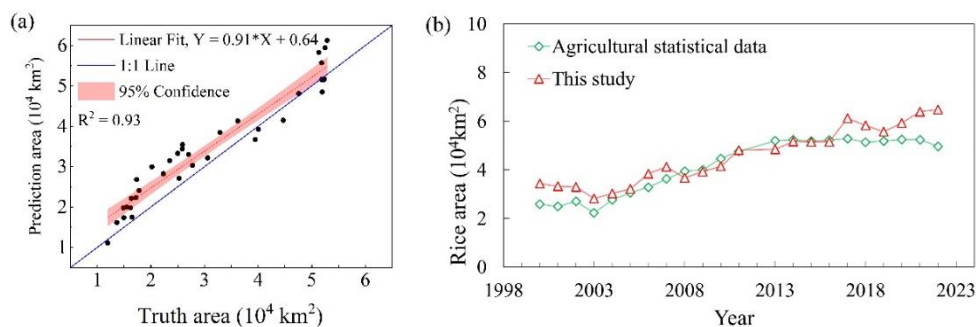 (a)
Linear Fit, Y = 0.91*X + 0.64
1:1 Line
95% Confidence
R² = 0.93
Prediction area (10⁴ km²)
6
5
4
3
2
1
1 2 3 4 5 6
Truth area (10⁴ km²)
(b)
Agricultural statistical data
This study
Rice area (10⁴km²)
10
8
6
4
2
0
1998 2003 2008 2013 2018 2023
Year